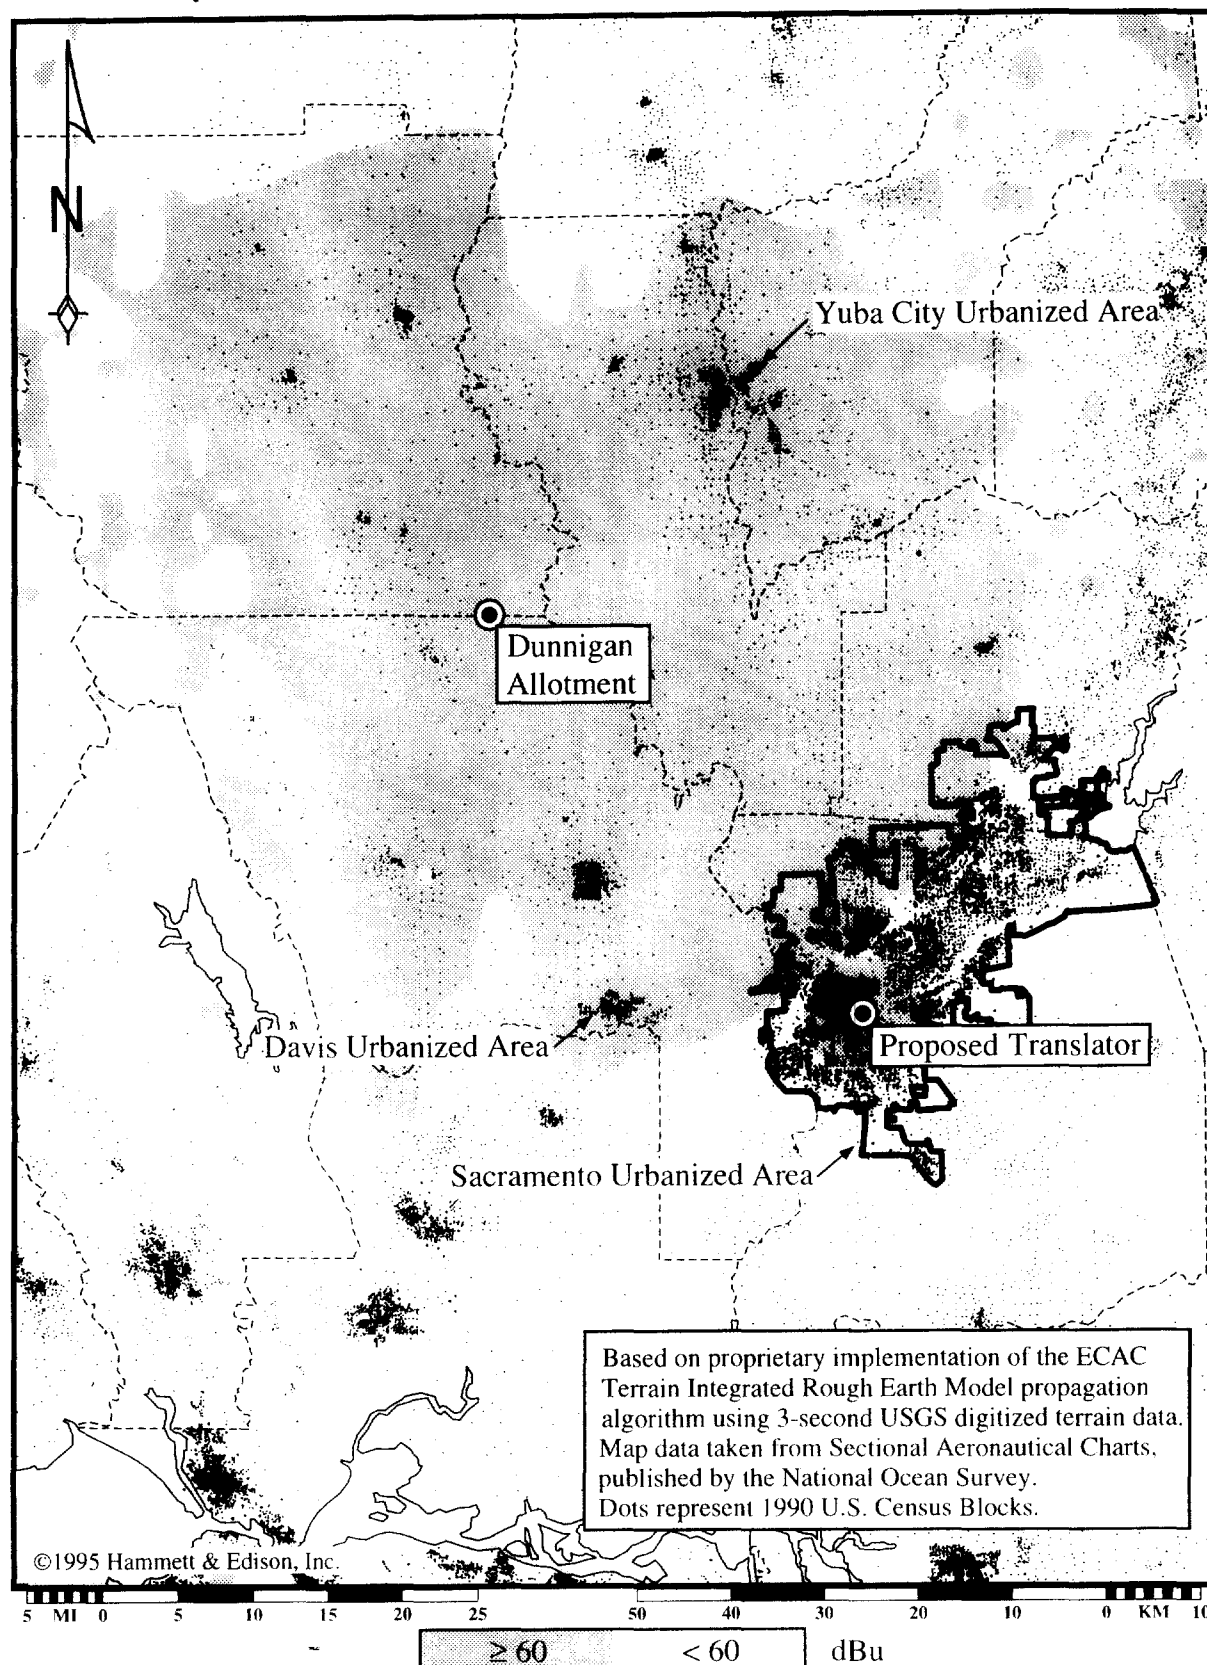 N
Yuba City Urbanized Area
Dunnigan
Allotment
Davis Urbanized Area
Proposed Translator
Sacramento Urbanized Area
Based on proprietary implementation of the ECAC
Terrain Integrated Rough Earth Model propagation
algorithm using 3-second USGS digitized terrain data.
Map data taken from Sectional Aeronautical Charts,
published by the National Ocean Survey.
Dots represent 1990 U.S. Census Blocks.
©1995 Hammett & Edison, Inc.
5 MI 0 5 10 15 20 25 50 40 30 20 10 0 KM 10
≥ 60 < 60 dBu